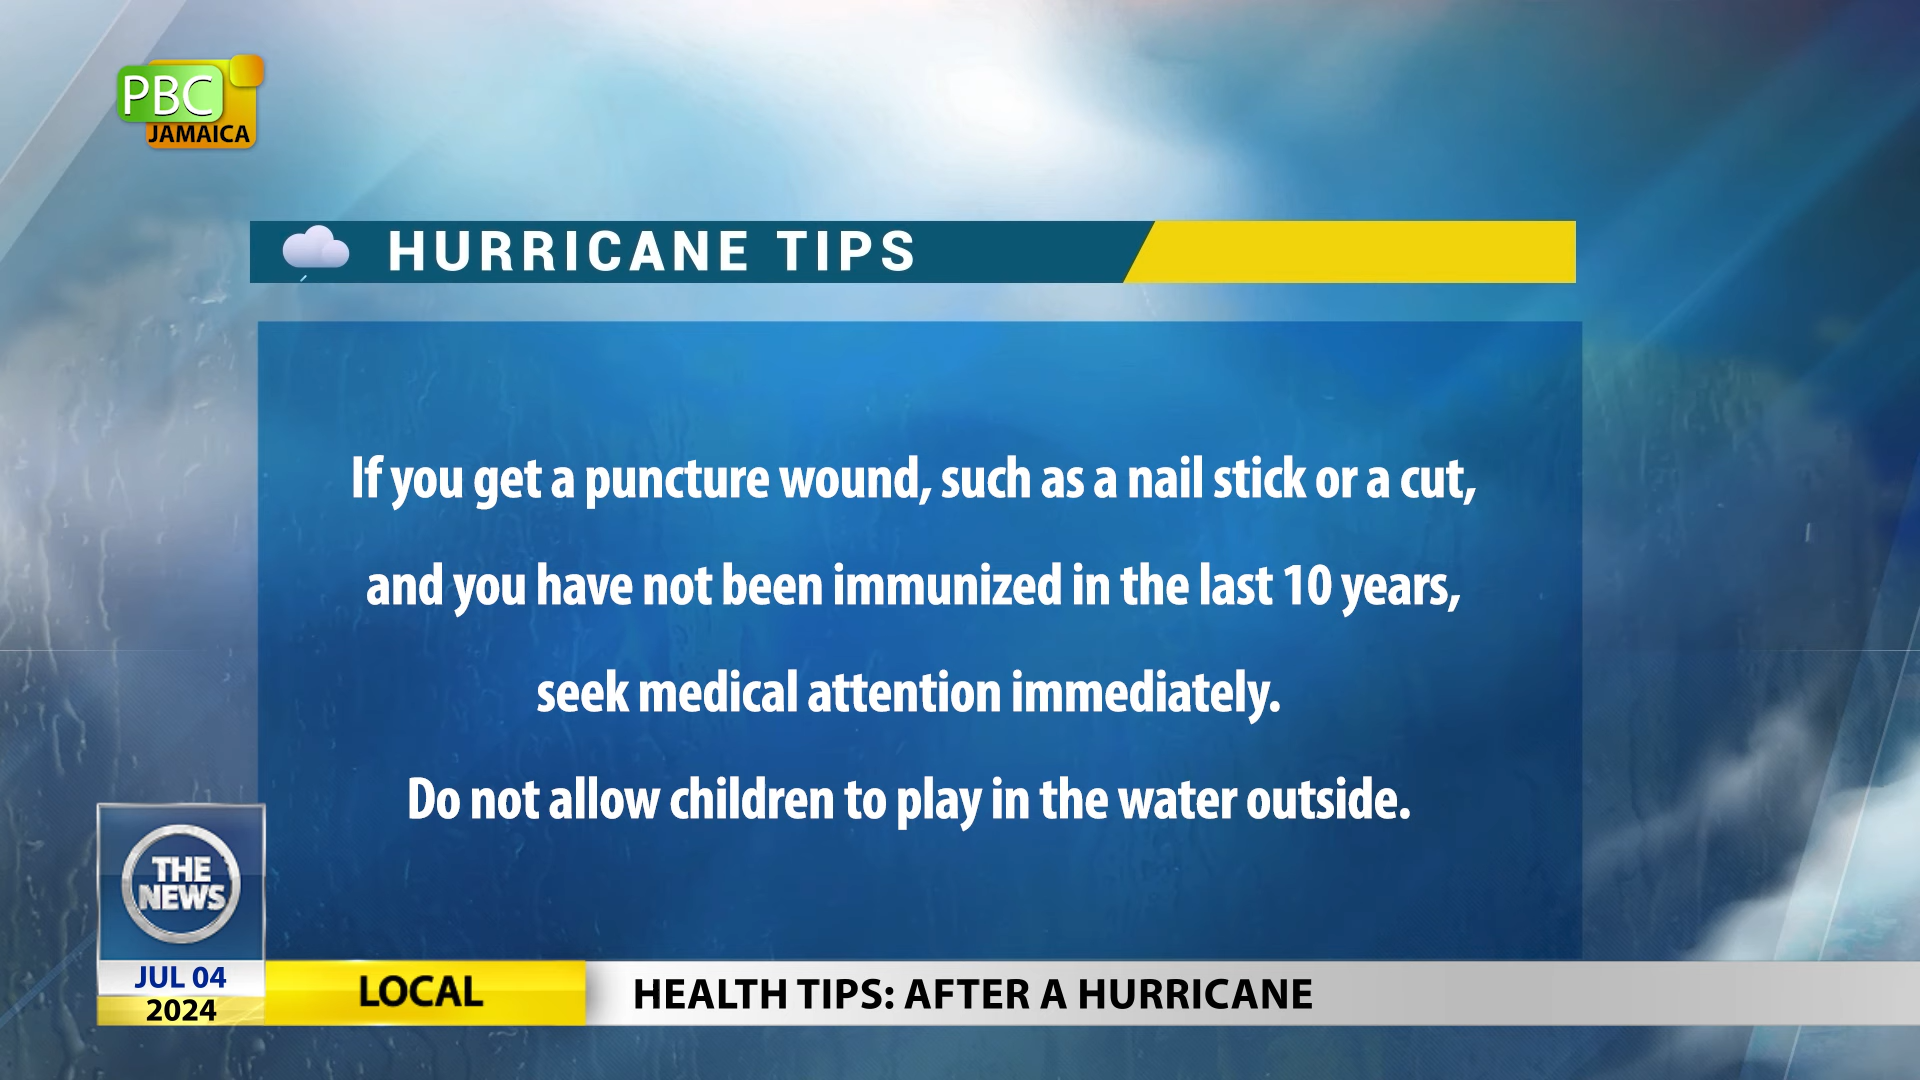 PBC
JAMAICA
HURRICANE TIPS
If you get a puncture wound, such as a nail stick or a cut,
and you have not been immunized in the last 10 years,
seek medical attention immediately.
Do not allow children to play in the water outside.
THE
NEWS
JUL 04
2024
LOCAL
HEALTH TIPS: AFTER A HURRICANE